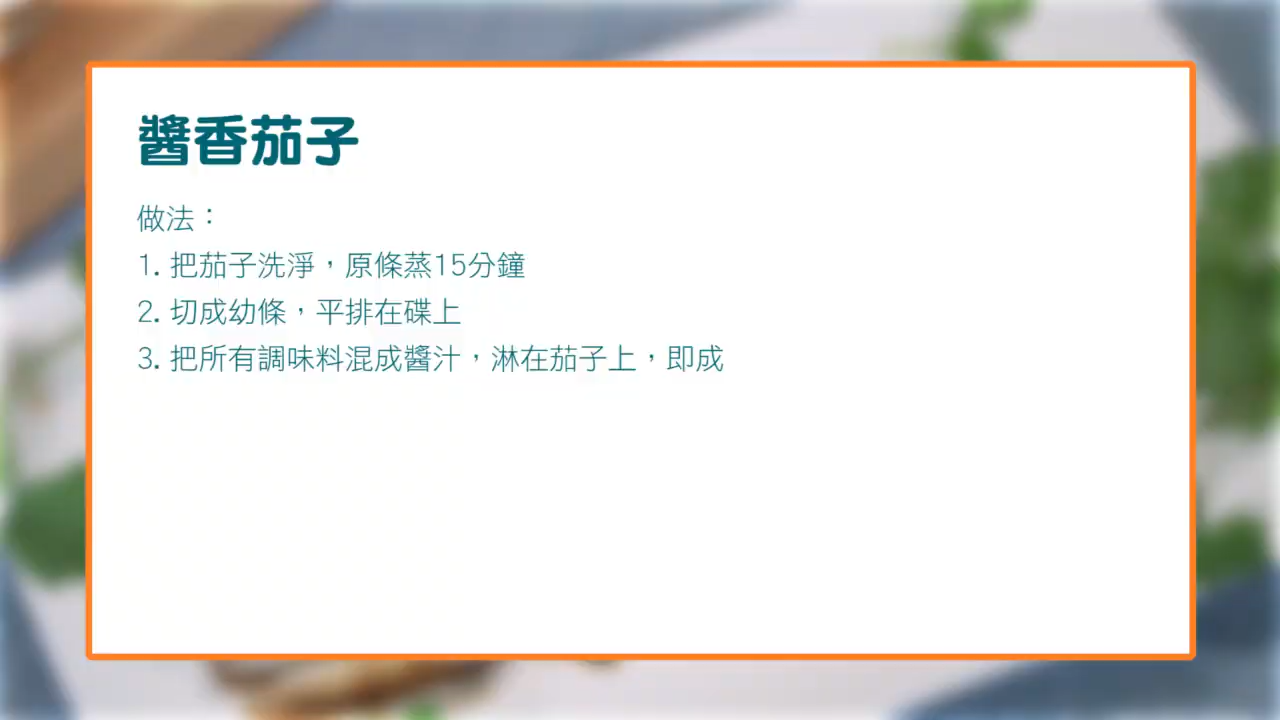 醬香茄子
做法：
1. 把茄子洗淨，原條蒸15分鐘
2. 切成幼條，平排在碟上
3. 把所有調味料混成醬汁，淋在茄子上，即成